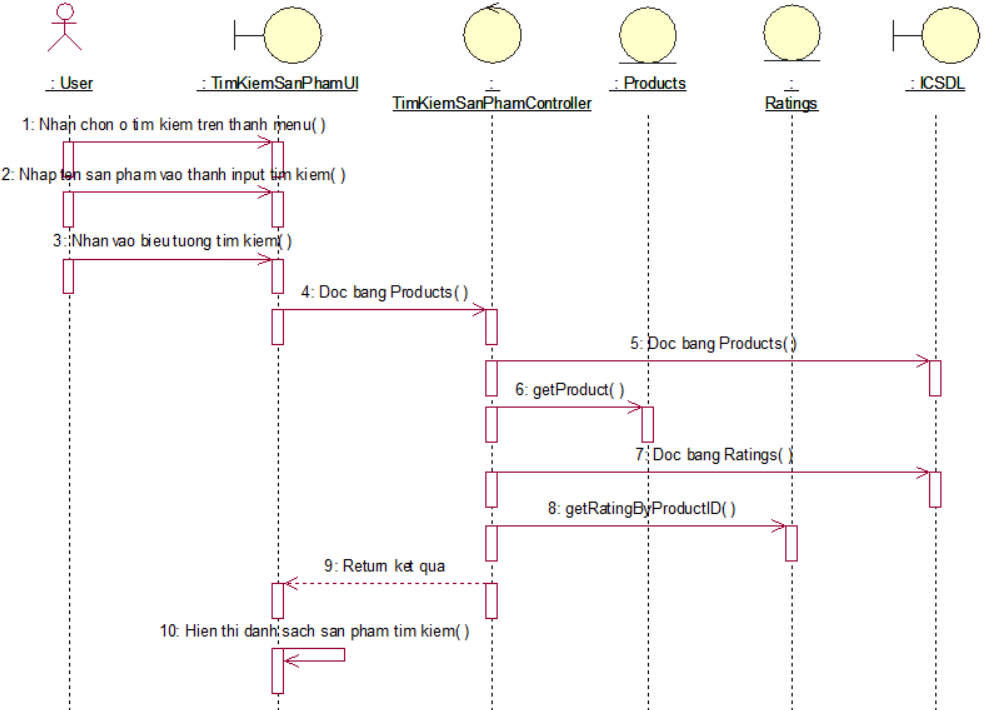 : User
: TimKiemSanPhamUI
:
TimKiemSanPhamController
: Products
:
Ratings
: ICSDL
1: Nhan chon o tim kiem tren thanh menu( )
2: Nhap ten san pham vao thanh input tim kiem( )
3: Nhan vao bieu tuong tim kiem( )
4: Doc bang Products( )
5: Doc bang Products( )
6: getProduct( )
7: Doc bang Ratings( )
8: getRatingByProductID( )
9: Return ket qua
10: Hien thi danh sach san pham tim kiem( )